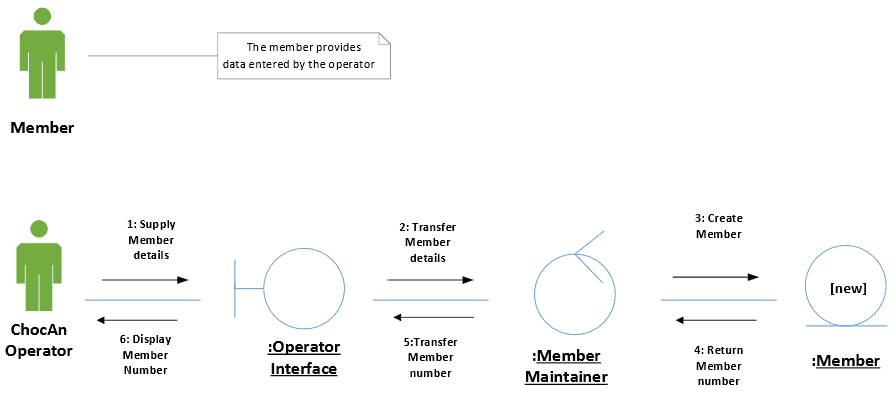 The member provides
data entered by the operator
Member
1: Supply
Member
details
2: Transfer
Member
details
3: Create
Member
[new]
ChocAn
Operator
6: Display
Member
Number
:Operator
Interface
5:Transfer
Member
number
:Member
Maintainer
4: Return
Member
number
:Member